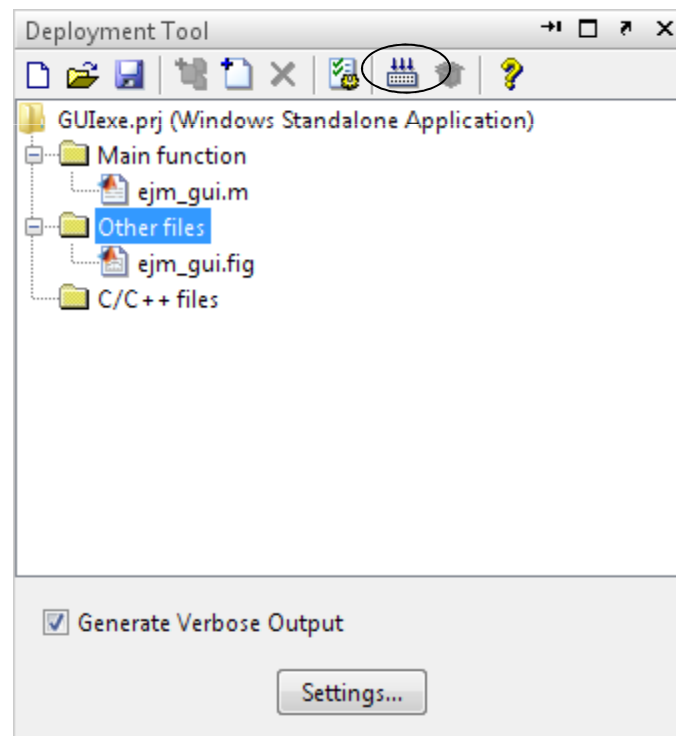 Deployment Tool
GUIexe.prj (Windows Standalone Application)
Main function
ejm_gui.m
Other files
ejm_gui.fig
C/C++ files
Generate Verbose Output
Settings...